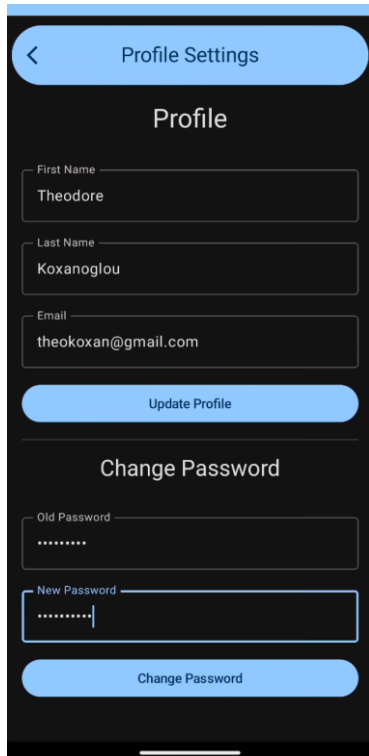 Profile Settings
Profile
First Name
Theodore
Last Name
Koxanoglou
Email
theokoxan@gmail.com
Update Profile
Change Password
Old Password
•••••••••
New Password
••••••••••
Change Password